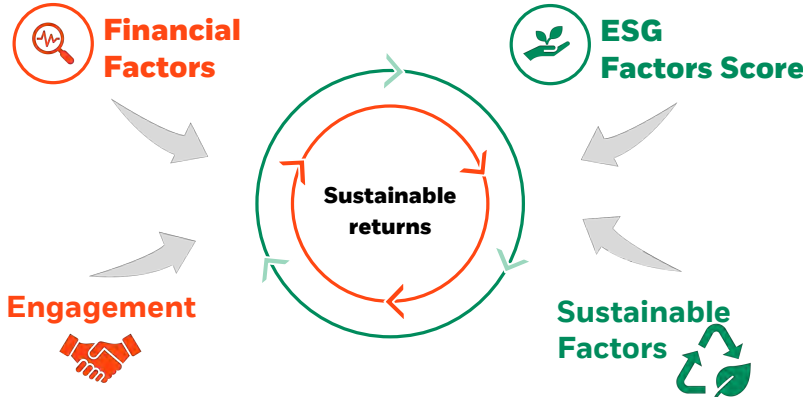 Financial
Factors
ESG
Factors Score
Sustainable
returns
Engagement
Sustainable
Factors